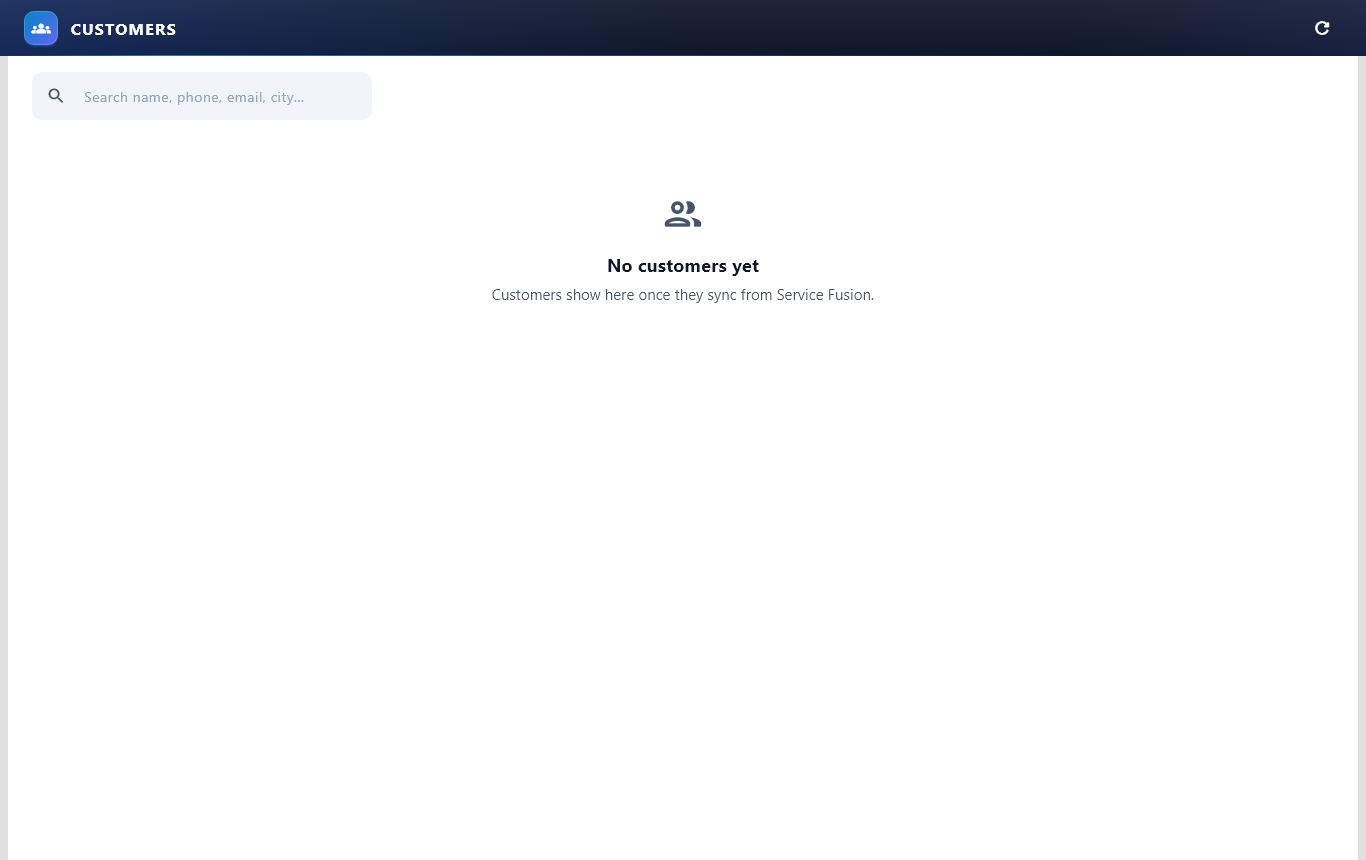 CUSTOMERS
Search name, phone, email, city...
No customers yet
Customers show here once they sync from Service Fusion.